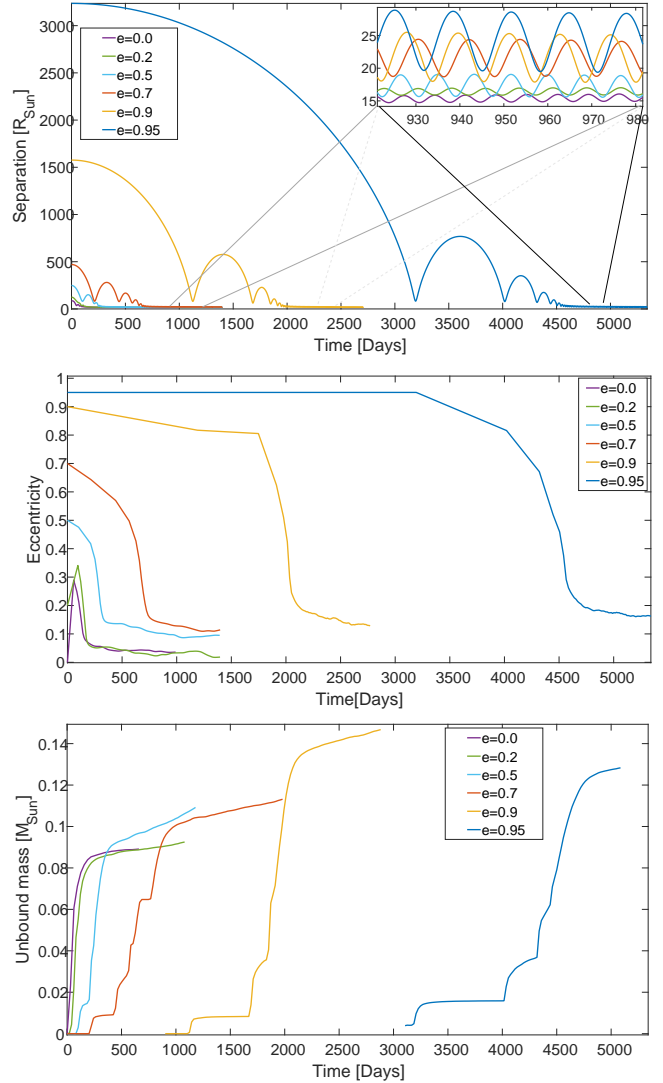 3000
2500
2000
1500
1000
500
0
Separation [R_Sun]
e=0.0
e=0.2
e=0.5
e=0.7
e=0.9
e=0.95
25
20
15
930 940 950 960 970 980
0 500 1000 1500 2000 2500 3000 3500 4000 4500 5000
Time [Days]
1
0.9
0.8
0.7
0.6
0.5
0.4
0.3
0.2
0.1
0
Eccentricity
e=0.0
e=0.2
e=0.5
e=0.7
e=0.9
e=0.95
0 500 1000 1500 2000 2500 3000 3500 4000 4500 5000
Time[Days]
0.14
0.12
0.1
0.08
0.06
0.04
0.02
0
Unbound mass [M_Sun]
e=0.0
e=0.2
e=0.5
e=0.7
e=0.9
e=0.95
0 500 1000 1500 2000 2500 3000 3500 4000 4500 5000
Time [Days]